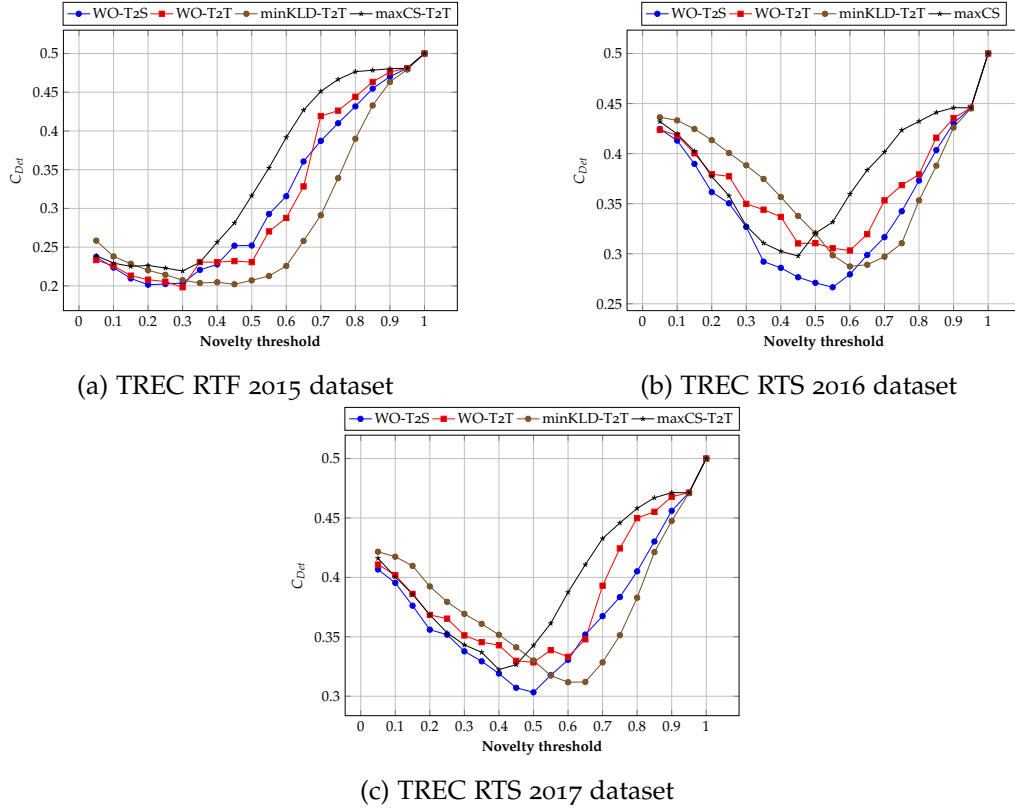 WO-T2S WO-T2T minKLD-T2T maxCS-T2T
0.5
0.45
0.4
0.35
0.3
0.25
0.2
C_Det
0 0.1 0.2 0.3 0.4 0.5 0.6 0.7 0.8 0.9 1
Novelty threshold
(a) TREC RTF 2015 dataset
WO-T2S WO-T2T minKLD-T2T maxCS
0.5
0.45
0.4
0.35
0.3
0.25
C_Det
0 0.1 0.2 0.3 0.4 0.5 0.6 0.7 0.8 0.9 1
Novelty threshold
(b) TREC RTS 2016 dataset
WO-T2S WO-T2T minKLD-T2T maxCS-T2T
0.5
0.45
0.4
0.35
0.3
C_Det
0 0.1 0.2 0.3 0.4 0.5 0.6 0.7 0.8 0.9 1
Novelty threshold
(c) TREC RTS 2017 dataset